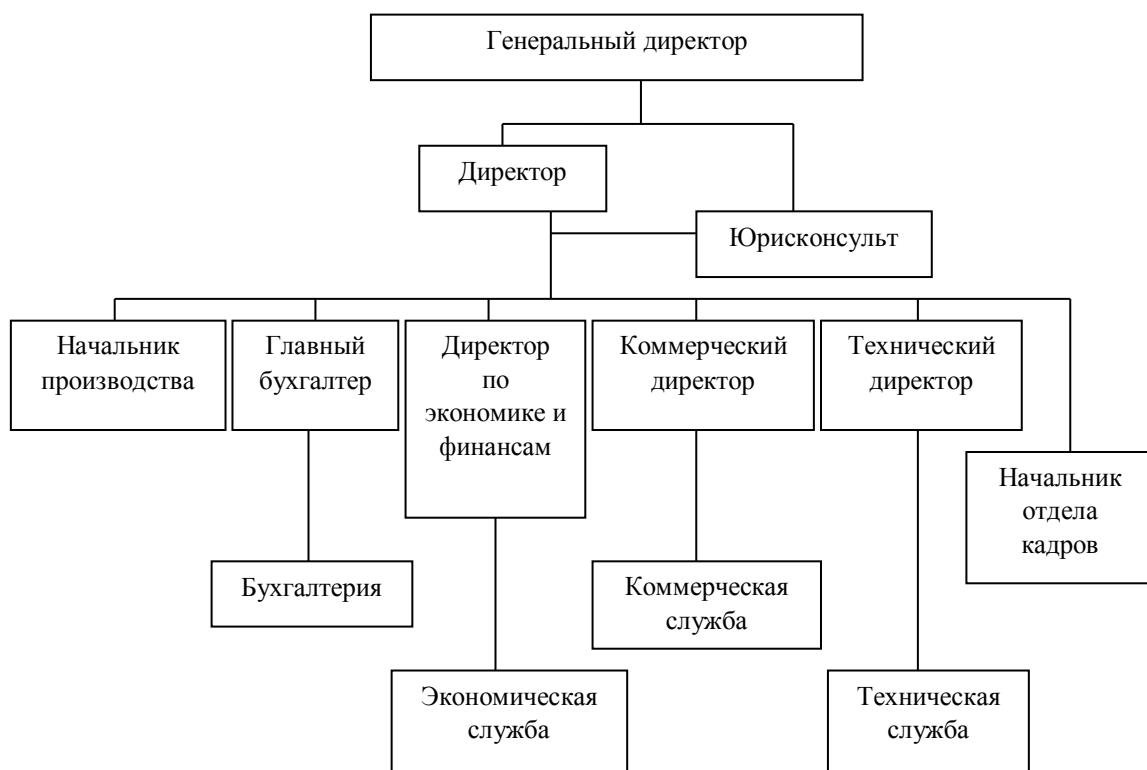 Генеральный директор
Директор
Юрисконсульт
Начальник
производства
Главный
бухгалтер
Директор
по
экономике и
финансам
Коммерческий
директор
Технический
директор
Начальник
отдела
кадров
Бухгалтерия
Коммерческая
служба
Экономическая
служба
Техническая
служба